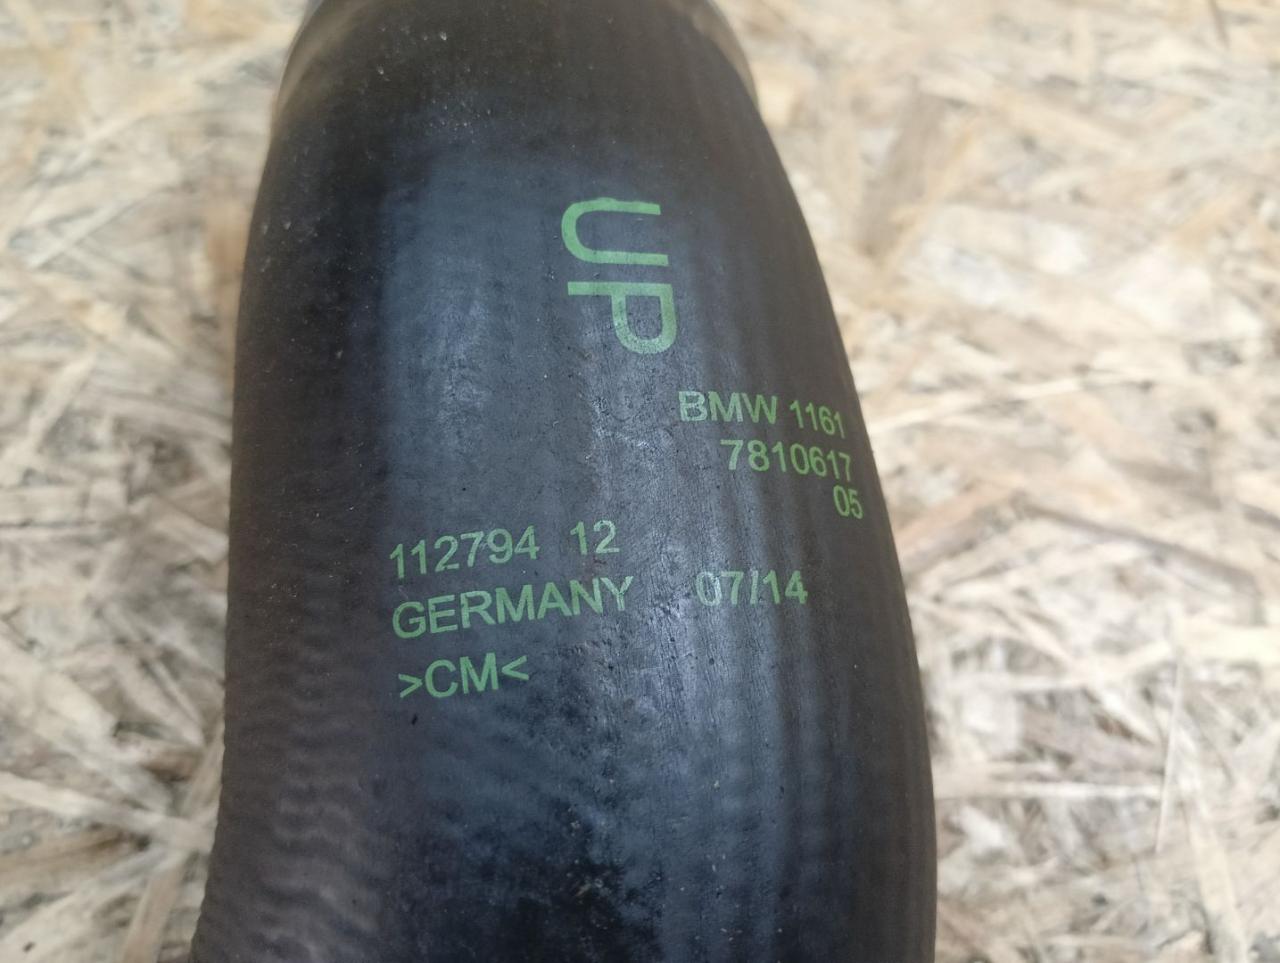 UP
BMW 1161
7810617
05
112794 12
GERMANY 07/14
>CM<